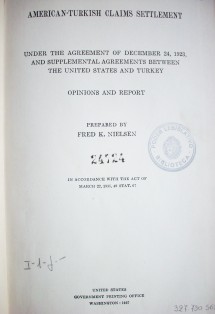 AMERICAN-TURKISH CLAIMS SETTLEMENT
UNDER THE AGREEMENT OF DECEMBER 24, 1923,
AND SUPPLEMENTAL AGREEMENTS BETWEEN
THE UNITED STATES AND TURKEY
OPINIONS AND REPORT
PREPARED BY
FRED K. NIELSEN
24724
IN ACCORDANCE WITH THE ACT OF
MARCH 22, 1935, 49 STAT. 67
I-4-f-
UNITED STATES
GOVERNMENT PRINTING OFFICE
WASHINGTON : 1937